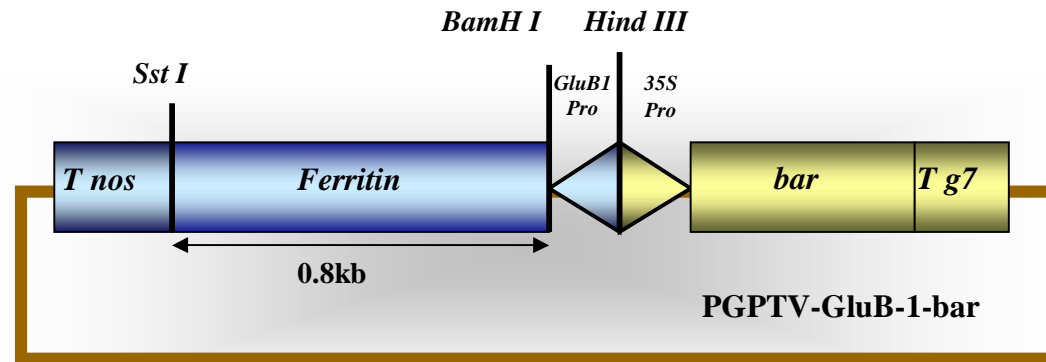 BamH I
Hind III
Sst I
GluB1
Pro
35S
Pro
T nos
Ferritin
bar
T g7
0.8kb
PGPTV-GluB-1-bar